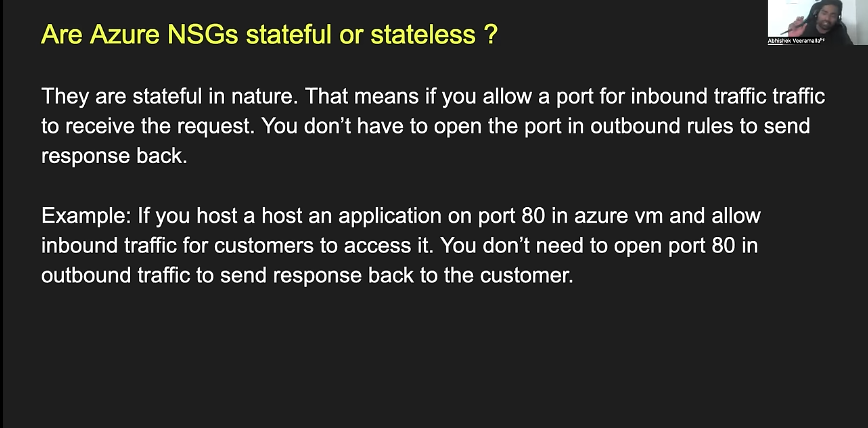 Are Azure NSGs stateful or stateless ?
Abhishek Veeramalla
They are stateful in nature. That means if you allow a port for inbound traffic traffic
to receive the request. You don't have to open the port in outbound rules to send
response back.
Example: If you host a host an application on port 80 in azure vm and allow
inbound traffic for customers to access it. You don't need to open port 80 in
outbound traffic to send response back to the customer.